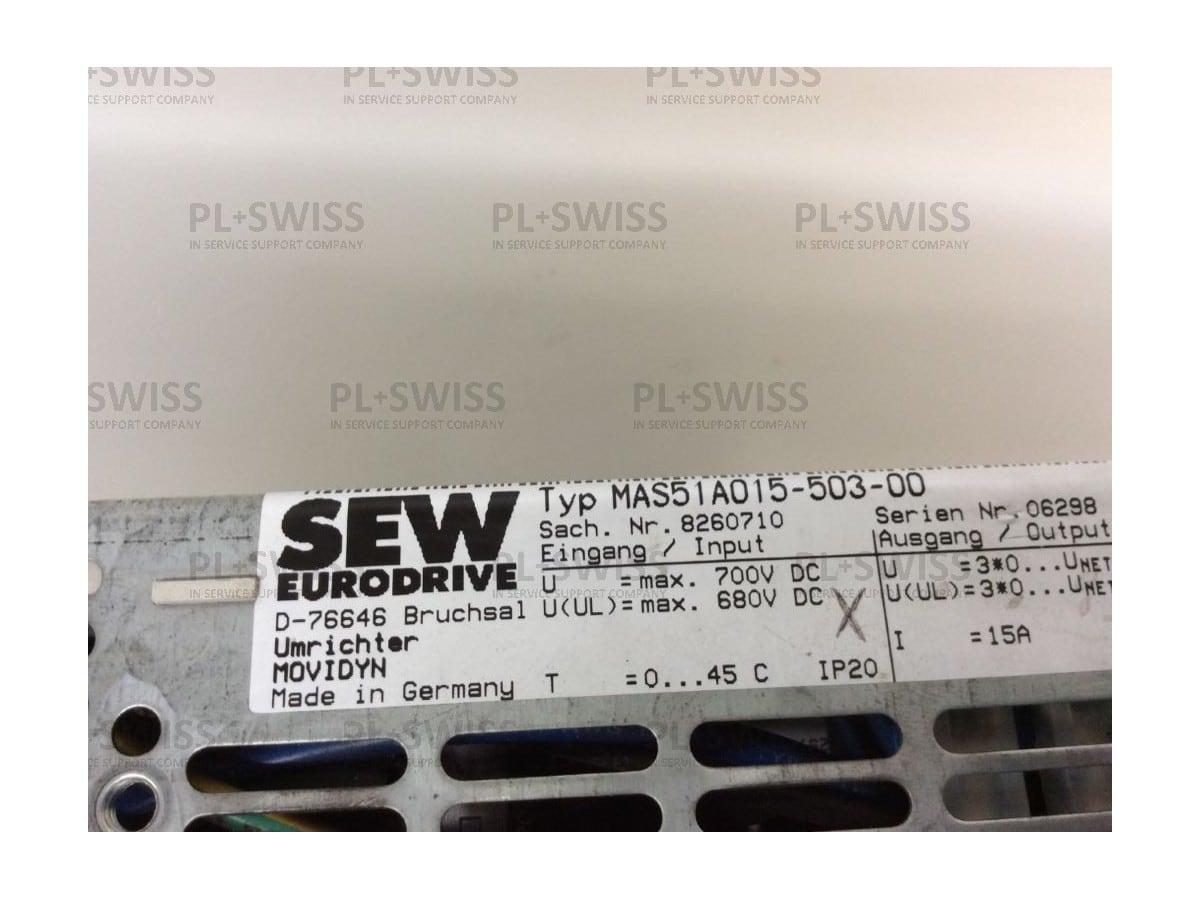 SEW
EURODRIVE
D-76646 Bruchsal
Umrichter
MOVIDYN
Made in Germany
Typ MAS51A015-503-00
Sach. Nr. 8260710
Serien Nr. 06298
Eingang / Input
Ausgang / Output
U =max. 700V DC
U(UL)=max. 680V DC
T =0...45 C IP20
U =3*0...UNET
U(UL)=3*0...UNET
I =15A
+SWISS
CE SUPPORT COMPANY
PL+SWISS
IN SERVICE SUPPORT COMPANY
PL+SWISS
IN SERVICE SUPPORT COMPANY
PL+SWISS
IN SERVICE SUPPORT COMPANY
PL+SWISS
IN SERVICE SUPPORT COMPANY
PL+SWISS
IN SERVICE SUPPORT COMPANY
SWISS
SUPPORT COMPANY
PL+SWISS
IN SERVICE SUPPORT COMPANY
PL+SWISS
IN SERVICE SUPPORT COMPANY